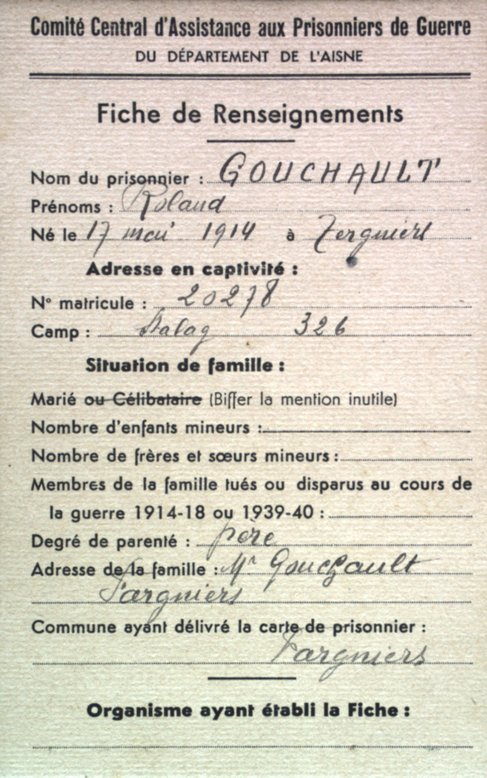 Comité Central d'Assistance aux Prisonniers de Guerre
DU DÉPARTEMENT DE L'AISNE
Fiche de Renseignements
Nom du prisonnier : GOUCHAULT
Prénoms : Roland
Né le 17 mai 1914 à Tergniers
Adresse en captivité :
N° matricule : 20278
Camp : Stalag 326
Situation de famille :
Marié ou Célibataire (Biffer la mention inutile)
Nombre d'enfants mineurs :
Nombre de frères et sœurs mineurs :
Membres de la famille tués ou disparus au cours de
la guerre 1914-18 ou 1939-40 :
Degré de parenté : père
Adresse de la famille : Mr Gouchault
Fargniers
Commune ayant délivré la carte de prisonnier :
Fargniers
Organisme ayant établi la Fiche :